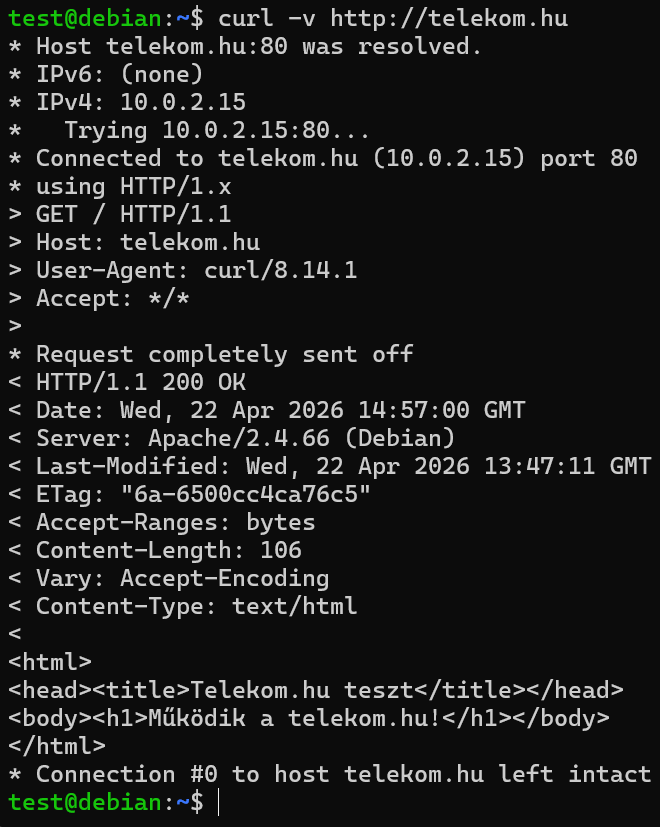 test@debian:~$ curl -v http://telekom.hu
* Host telekom.hu:80 was resolved.
* IPv6: (none)
* IPv4: 10.0.2.15
*   Trying 10.0.2.15:80...
* Connected to telekom.hu (10.0.2.15) port 80
* using HTTP/1.x
> GET / HTTP/1.1
> Host: telekom.hu
> User-Agent: curl/8.14.1
> Accept: */*
>
* Request completely sent off
< HTTP/1.1 200 OK
< Date: Wed, 22 Apr 2026 14:57:00 GMT
< Server: Apache/2.4.66 (Debian)
< Last-Modified: Wed, 22 Apr 2026 13:47:11 GMT
< ETag: "6a-6500cc4ca76c5"
< Accept-Ranges: bytes
< Content-Length: 106
< Vary: Accept-Encoding
< Content-Type: text/html
<
<html>
<head><title>Telekom.hu teszt</title></head>
<body><h1>Működik a telekom.hu!</h1></body>
</html>
* Connection #0 to host telekom.hu left intact
test@debian:~$